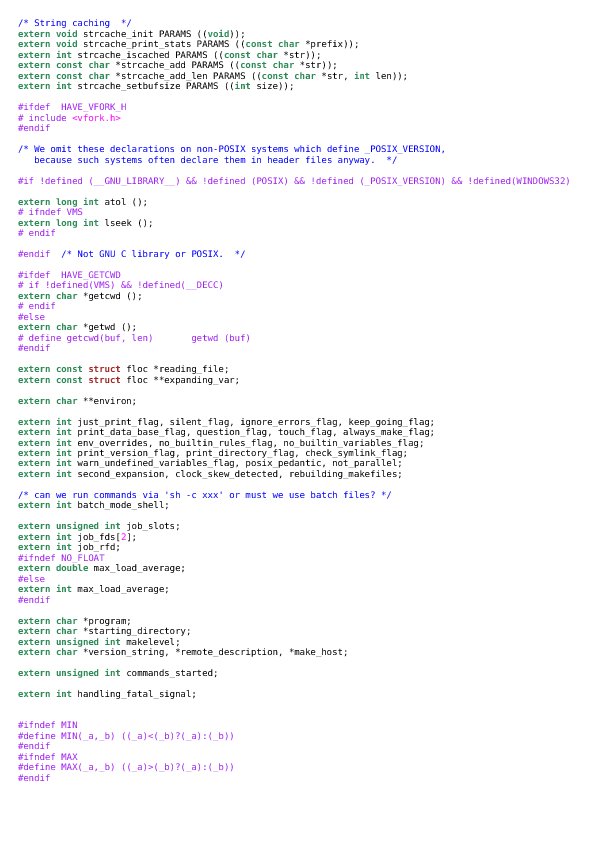 /* String caching  */
extern void strcache_init PARAMS ((void));
extern void strcache_print_stats PARAMS ((const char *prefix));
extern int strcache_iscached PARAMS ((const char *str));
extern const char *strcache_add PARAMS ((const char *str));
extern const char *strcache_add_len PARAMS ((const char *str, int len));
extern int strcache_setbufsize PARAMS ((int size));

#ifdef  HAVE_VFORK_H
# include <vfork.h>
#endif

/* We omit these declarations on non-POSIX systems which define _POSIX_VERSION,
   because such systems often declare them in header files anyway.  */

#if !defined (__GNU_LIBRARY__) && !defined (POSIX) && !defined (_POSIX_VERSION) && !defined(WINDOWS32)

extern long int atol ();
# ifndef VMS
extern long int lseek ();
# endif

#endif  /* Not GNU C library or POSIX.  */

#ifdef  HAVE_GETCWD
# if !defined(VMS) && !defined(__DECC)
extern char *getcwd ();
# endif
#else
extern char *getwd ();
# define getcwd(buf, len)       getwd (buf)
#endif

extern const struct floc *reading_file;
extern const struct floc **expanding_var;

extern char **environ;

extern int just_print_flag, silent_flag, ignore_errors_flag, keep_going_flag;
extern int print_data_base_flag, question_flag, touch_flag, always_make_flag;
extern int env_overrides, no_builtin_rules_flag, no_builtin_variables_flag;
extern int print_version_flag, print_directory_flag, check_symlink_flag;
extern int warn_undefined_variables_flag, posix_pedantic, not_parallel;
extern int second_expansion, clock_skew_detected, rebuilding_makefiles;

/* can we run commands via 'sh -c xxx' or must we use batch files? */
extern int batch_mode_shell;

extern unsigned int job_slots;
extern int job_fds[2];
extern int job_rfd;
#ifndef NO_FLOAT
extern double max_load_average;
#else
extern int max_load_average;
#endif

extern char *program;
extern char *starting_directory;
extern unsigned int makelevel;
extern char *version_string, *remote_description, *make_host;

extern unsigned int commands_started;

extern int handling_fatal_signal;


#ifndef MIN
#define MIN(_a,_b) ((_a)<(_b)?(_a):(_b))
#endif
#ifndef MAX
#define MAX(_a,_b) ((_a)>(_b)?(_a):(_b))
#endif